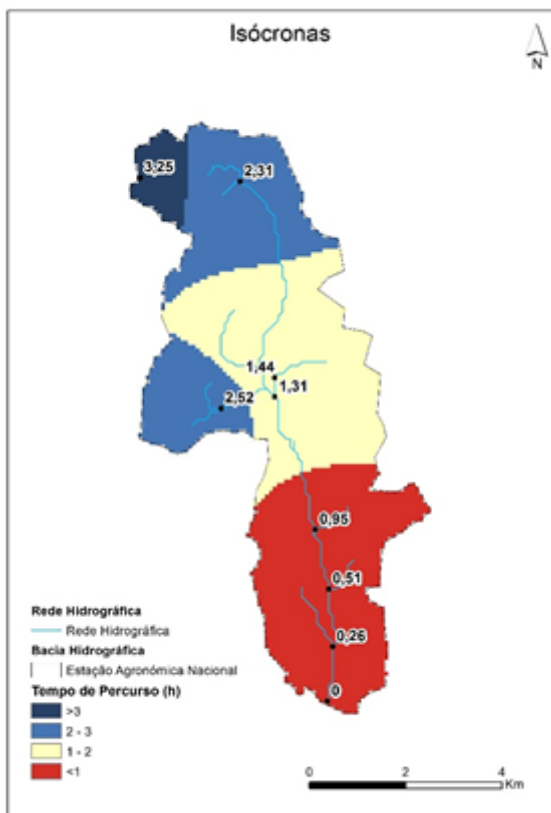 Isócronas
N
3,25
2,31
1,44
1,31
2,52
0,95
0,51
0,26
0
Rede Hidrográfica
Rede Hidrográfica
Bacia Hidrográfica
Estação Agronómica Nacional
Tempo de Percurso (h)
>3
2 - 3
1 - 2
<1
0 2 4
Km